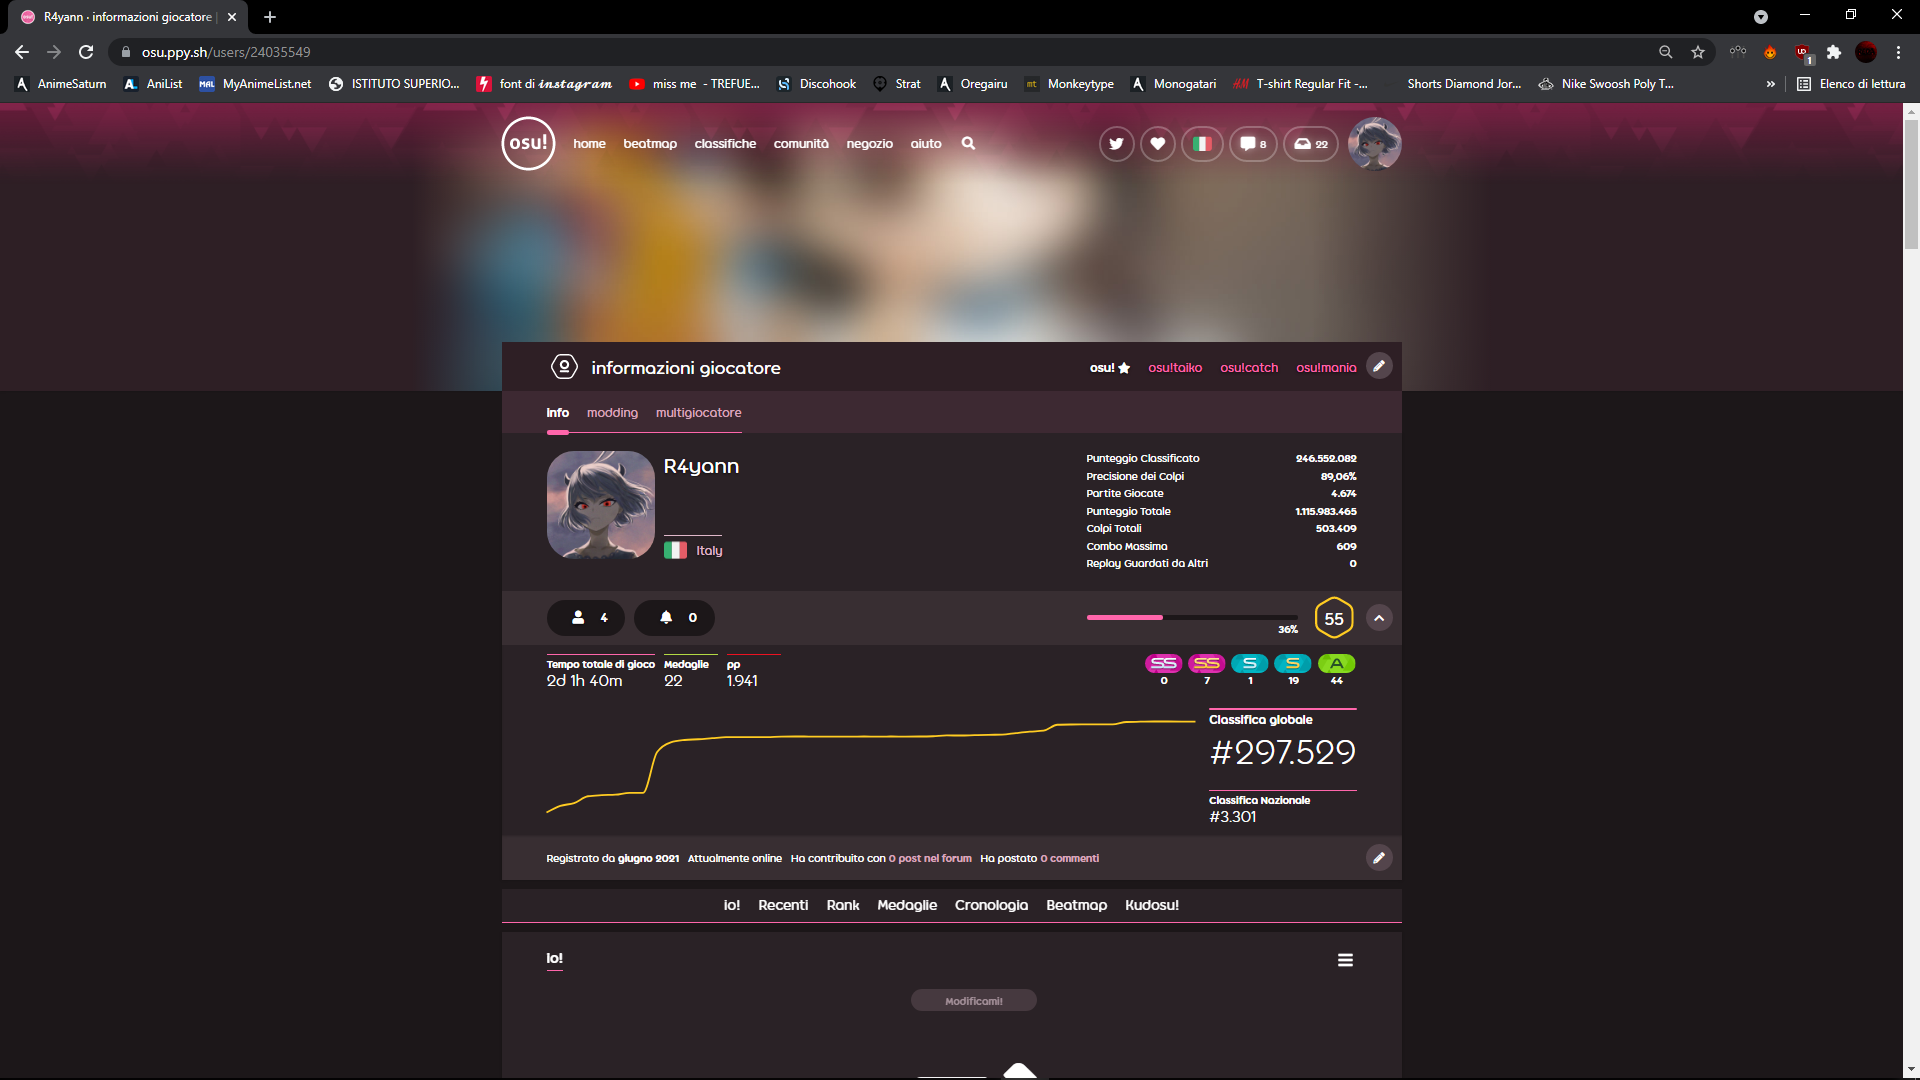 R4yann · informazioni giocatore |
osu.ppy.sh/users/24035549
AnimeSaturn AniList MyAnimeList.net ISTITUTO SUPERIO... font di 𝓲𝓷𝓼𝓽𝓪𝓰𝓻𝓪𝓶 miss me - TREFUE... Discohook Strat Oregairu Monkeytype Monogatari T-shirt Regular Fit -... Shorts Diamond Jor... Nike Swoosh Poly T... » Elenco di lettura
osu! home beatmap classifiche comunità negozio aiuto 8 22
informazioni giocatore osu! osu!taiko osu!catch osu!mania
info modding multigiocatore
R4yann
Italy
Punteggio Classificato 246.552.082
Precisione dei Colpi 89,06%
Partite Giocate 4.674
Punteggio Totale 1.115.983.465
Colpi Totali 503.409
Combo Massima 609
Replay Guardati da Altri 0
4 0 36% 55
Tempo totale di gioco Medaglie pp
2d 1h 40m 22 1.941
SS SS S S A
0 7 1 19 44
Classifica globale
#297.529
Classifica Nazionale
#3.301
Registrato da giugno 2021 Attualmente online Ha contribuito con 0 post nel forum Ha postato 0 commenti
io! Recenti Rank Medaglie Cronologia Beatmap Kudosu!
io!
Modificami!